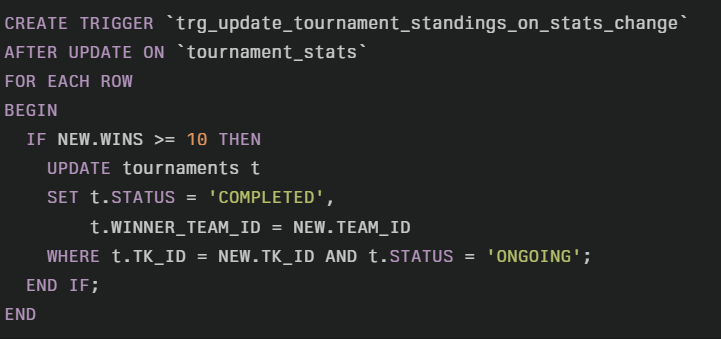 CREATE TRIGGER `trg_update_tournament_standings_on_stats_change`
AFTER UPDATE ON `tournament_stats`
FOR EACH ROW
BEGIN
  IF NEW.WINS >= 10 THEN
    UPDATE tournaments t
    SET t.STATUS = 'COMPLETED',
        t.WINNER_TEAM_ID = NEW.TEAM_ID
    WHERE t.TK_ID = NEW.TK_ID AND t.STATUS = 'ONGOING';
  END IF;
END